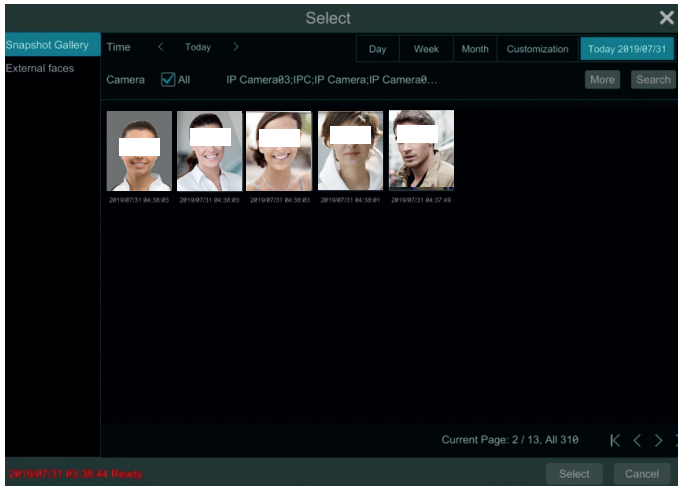 Select
Snapshot Gallery
External faces
Time < Today > Day Week Month Customization Today 2019/07/31
Camera All IP Camera03;IPC;IP Camera;IP Camera0... More Search
2019/07/31 04:38:03 2019/07/31 04:38:03 2019/07/31 04:38:03 2019/07/31 04:38:01 2019/07/31 04:37:49
Current Page: 2 / 13, All 310
2019/07/31 03:38:44 Ready
Select Cancel